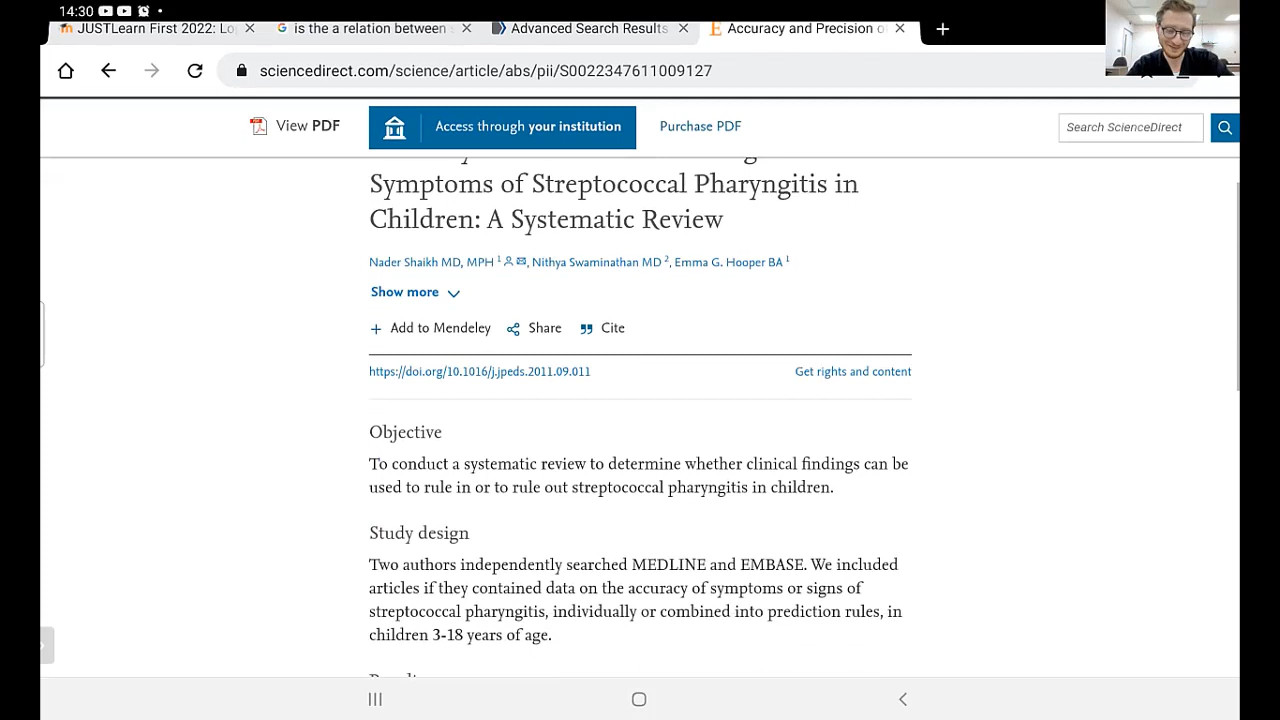 14:30
JUSTLearn First 2022: Lo
is the a relation between
Advanced Search Results
Accuracy and Precision o
sciencedirect.com/science/article/abs/pii/S0022347611009127
View PDF
Access through your institution
Purchase PDF
Search ScienceDirect
Symptoms of Streptococcal Pharyngitis in
Children: A Systematic Review
Nader Shaikh MD, MPH 1, Nithya Swaminathan MD 2, Emma G. Hooper BA 1
Show more
Add to Mendeley
Share
Cite
https://doi.org/10.1016/j.jpeds.2011.09.011
Get rights and content
Objective
To conduct a systematic review to determine whether clinical findings can be
used to rule in or to rule out streptococcal pharyngitis in children.
Study design
Two authors independently searched MEDLINE and EMBASE. We included
articles if they contained data on the accuracy of symptoms or signs of
streptococcal pharyngitis, individually or combined into prediction rules, in
children 3-18 years of age.